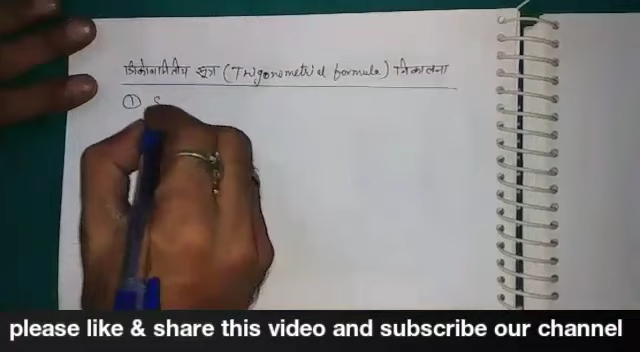 त्रिकोणमितीय सूत्र (Trigonometrical formula) निकालना
① S
please like & share this video and subscribe our channel